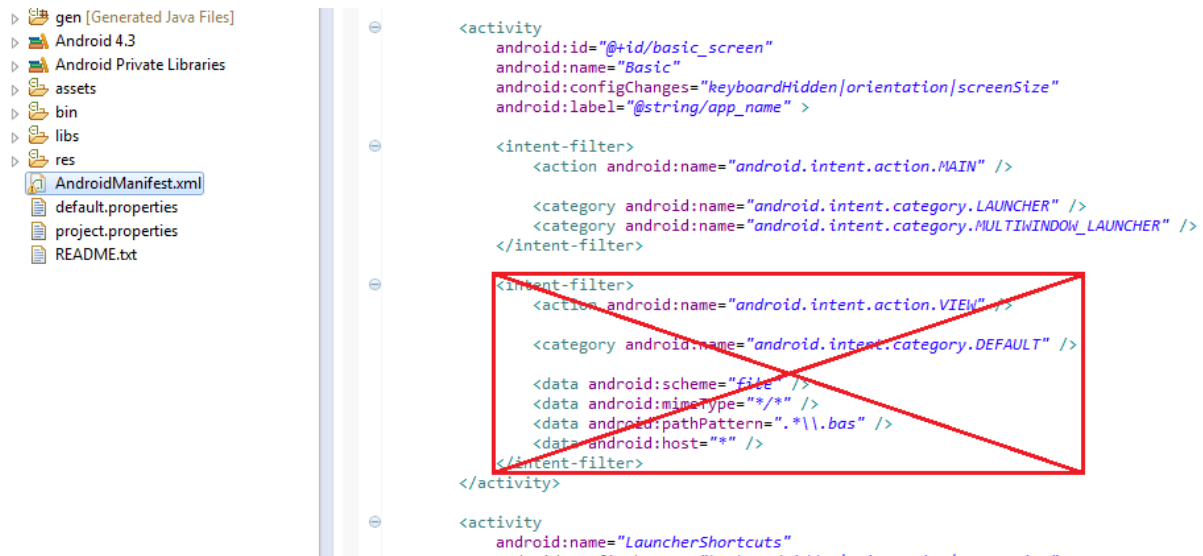 gen [Generated Java Files]
Android 4.3
Android Private Libraries
assets
bin
libs
res
AndroidManifest.xml
default.properties
project.properties
README.txt
<activity
android:id="@+id/basic_screen"
android:name="Basic"
android:configChanges="keyboardHidden|orientation|screenSize"
android:label="@string/app_name" >
<intent-filter>
<action android:name="android.intent.action.MAIN" />
<category android:name="android.intent.category.LAUNCHER" />
<category android:name="android.intent.category.MULTIWINDOW_LAUNCHER" />
</intent-filter>
<intent-filter>
<action android:name="android.intent.action.VIEW" />
<category android:name="android.intent.category.DEFAULT" />
<data android:scheme="file" />
<data android:mimeType="*/*" />
<data android:pathPattern=".*\\.bas" />
<data android:host="*" />
</intent-filter>
</activity>
<activity
android:name="LauncherShortcuts"